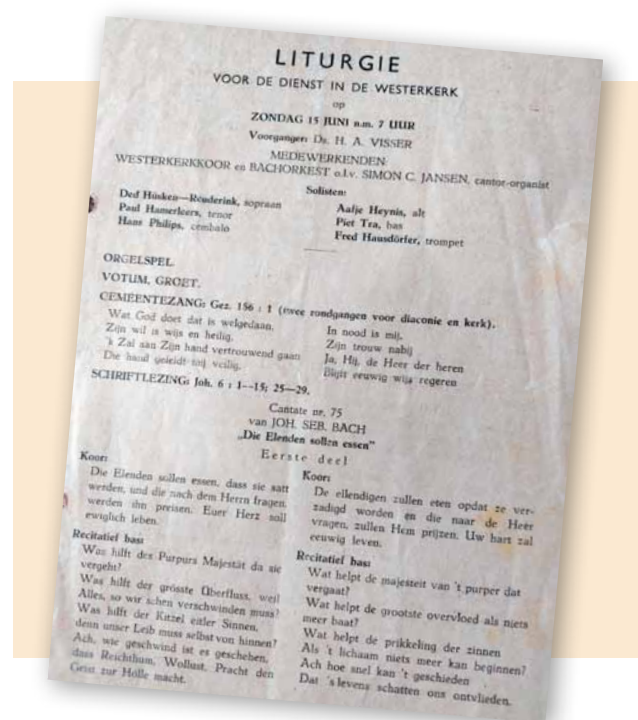 LITURGIE
VOOR DE DIENST IN DE WESTERKERK
op
ZONDAG 15 JUNI n.m. 7 UUR
Voorganger: Ds. H. A. VISSER
MEDEWERKENDEN:
WESTERKERKKOOR en BACHORKEST o.l.v. SIMON C. JANSEN, cantor-organist
Solisten:
Ded Hüsken—Rouderink, sopraan
Paul Hamerleers, tenor
Hans Philips, cembalo
Aafje Heynis, alt
Piet Tra, bas
Fred Hausdörfer, trompet
ORGELSPEL.
VOTUM, GROET.
GEMEENTEZANG: Gez. 156 : 1 (twee rondgangen voor diaconie en kerk).
Wat God doet dat is welgedaan,
Zijn wil is wijs en heilig.
'k Zal aan Zijn hand vertrouwend gaan
Die hand geleidt mij veilig.
In nood is mij,
Zijn trouw nabij
Ja, Hij, de Heer der heren
Blijft eeuwig wijs regeren
SCHRIFTLEZING: Joh. 6 : 1—15; 25—29.
Cantate nr. 75
van JOH. SEB. BACH
„Die Elenden sollen essen"
Eerste deel
Koor:
Die Elenden sollen essen, dass sie satt
werden, und die nach dem Herrn fragen,
werden ihn preisen. Euer Herz soll
ewiglich leben.
Recitatief bas:
Was hilft des Purpurs Majestät da sie
vergeht?
Was hilft der grösste Überfluss, weil
Alles, so wir sehen verschwinden muss?
Was hilft der Kitzel eitler Sinnen,
denn unser Leib muss selbst von hinnen?
Ach, wie geschwind ist es geschehen,
dass Reichthum, Wollust, Pracht den
Geist zur Hölle macht.
Koor:
De ellendigen zullen eten opdat ze ver-
zadigd worden en die naar de Heer
vragen, zullen Hem prijzen. Uw hart zal
eeuwig leven.
Recitatief bas:
Wat helpt de majesteit van 't purper dat
vergaat?
Wat helpt de grootste overvloed als niets
meer baat?
Wat helpt de prikkeling der zinnen
Als 't lichaam niets meer kan beginnen?
Ach hoe snel kan 't geschieden
Dat 's levens schatten ons ontvlieden.